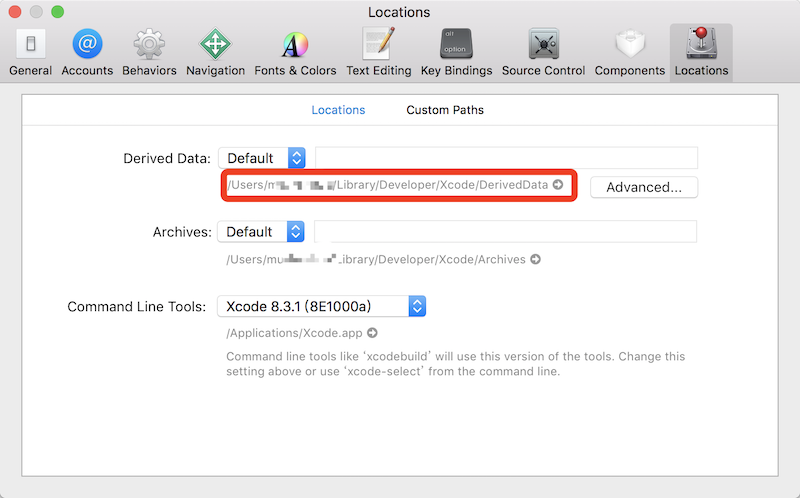 Locations
General Accounts Behaviors Navigation Fonts & Colors Text Editing Key Bindings Source Control Components Locations
alt
option
Locations Custom Paths
Derived Data: Default
/Users/m /Library/Developer/Xcode/DerivedData
Advanced...
Archives: Default
/Users/mu Library/Developer/Xcode/Archives
Command Line Tools: Xcode 8.3.1 (8E1000a)
/Applications/Xcode.app
Command line tools like ‘xcodebuild’ will use this version of the tools. Change this
setting above or use ‘xcode-select’ from the command line.